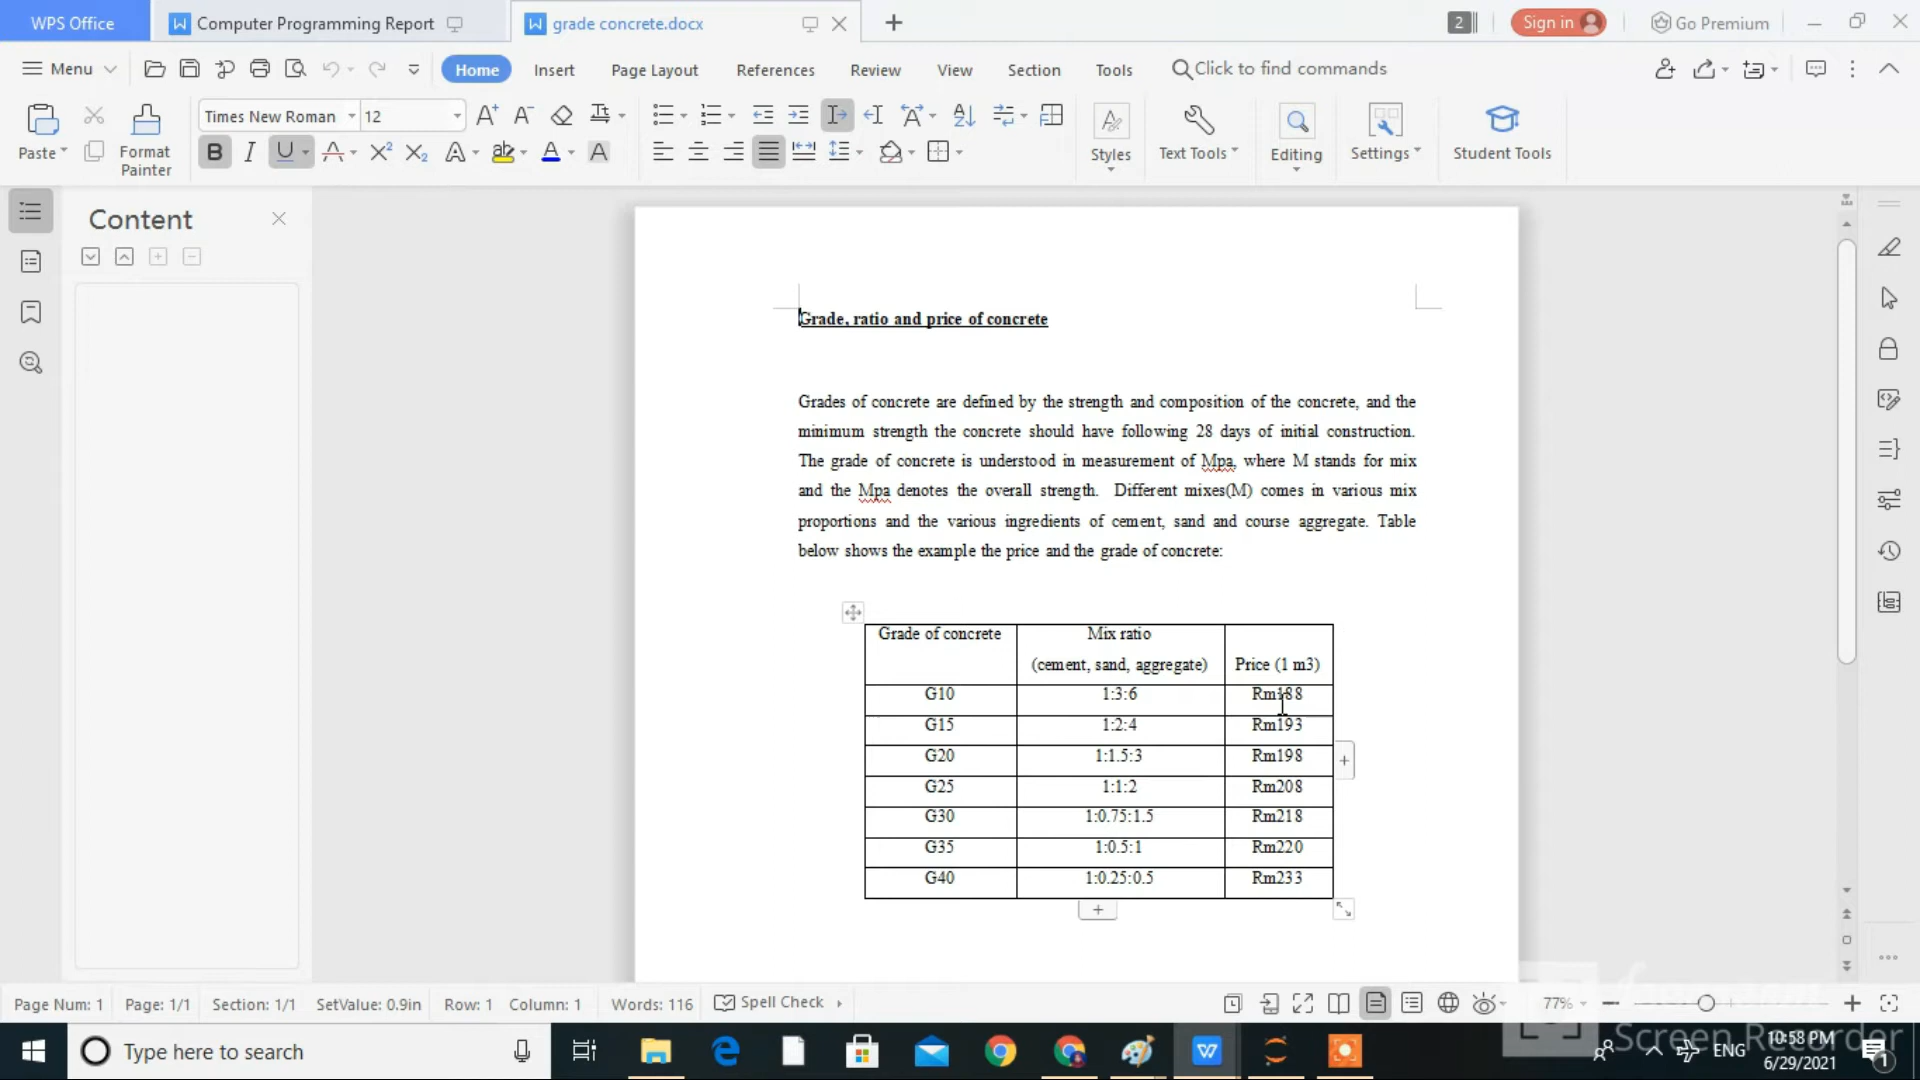 WPS Office
Computer Programming Report
grade concrete.docx
2
Sign in
Go Premium
Menu
Home
Insert
Page Layout
References
Review
View
Section
Tools
Click to find commands
Paste
Format
Painter
Times New Roman
12
Styles
Text Tools
Editing
Settings
Student Tools
Content
Grade, ratio and price of concrete
Grades of concrete are defined by the strength and composition of the concrete, and the
minimum strength the concrete should have following 28 days of initial construction.
The grade of concrete is understood in measurement of Mpa, where M stands for mix
and the Mpa denotes the overall strength. Different mixes(M) comes in various mix
proportions and the various ingredients of cement, sand and course aggregate. Table
below shows the example the price and the grade of concrete:
Grade of concrete
Mix ratio
(cement, sand, aggregate)
Price (1 m3)
G10 1:3:6 Rm188
G15 1:2:4 Rm193
G20 1:1.5:3 Rm198
G25 1:1:2 Rm208
G30 1:0.75:1.5 Rm218
G35 1:0.5:1 Rm220
G40 1:0.25:0.5 Rm233
Page Num: 1
Page: 1/1
Section: 1/1
SetValue: 0.9in
Row: 1
Column: 1
Words: 116
Spell Check
77%
Screen Recorder
Type here to search
ENG
10:58 PM
6/29/2021
1